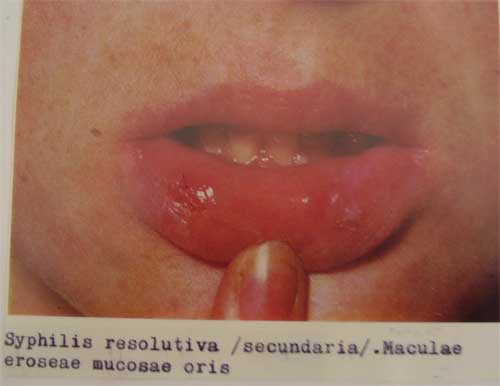 Syphilis resolutiva /secundaria/.Maculae
eroseae mucosae oris